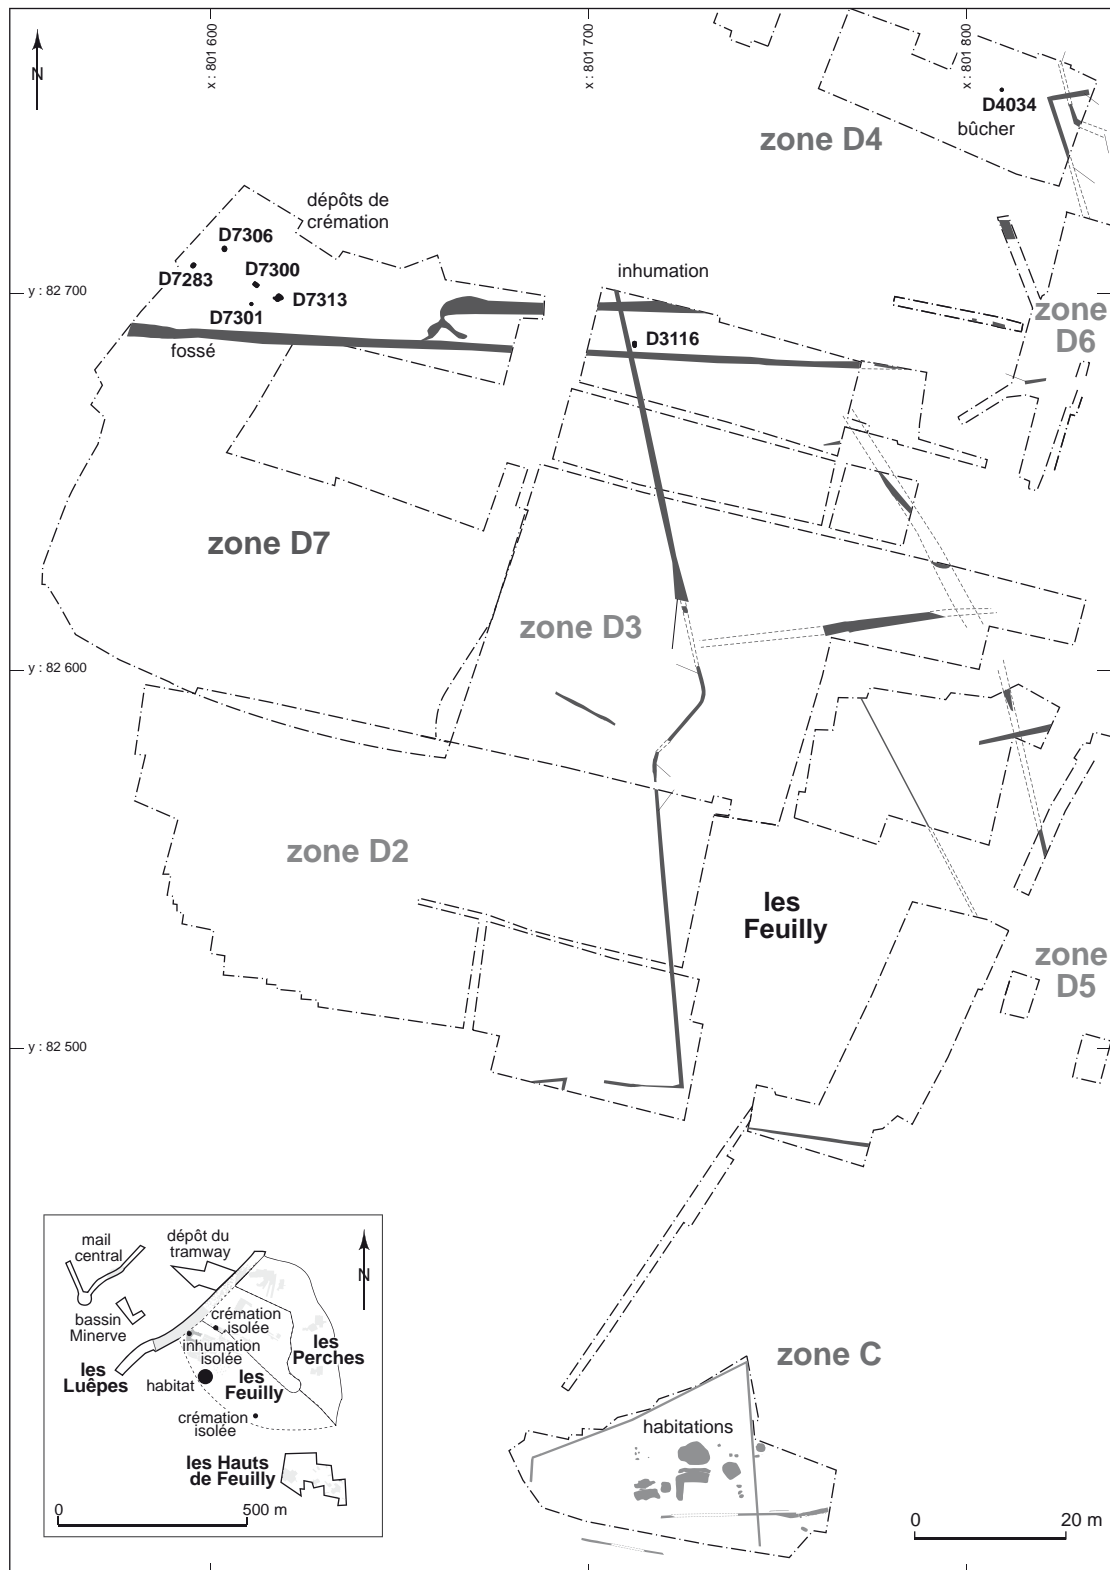 x : 801 600
x : 801 700
x : 801 800
N
D4034
bûcher
zone D4
dépôts de
crémation
D7306
D7283
D7300
D7313
D7301
fossé
inhumation
D3116
y : 82 700
zone
D6
zone D7
zone D3
y : 82 600
zone D2
les
Feuilly
zone
D5
y : 82 500
zone C
habitations
mail
central
dépôt du
tramway
N
bassin
Minerve
crémation
isolée
inhumation
isolée
les
Perches
les
Luêpes
habitat
les
Feuilly
crémation
isolée
les Hauts
de Feuilly
0
500 m
0
20 m